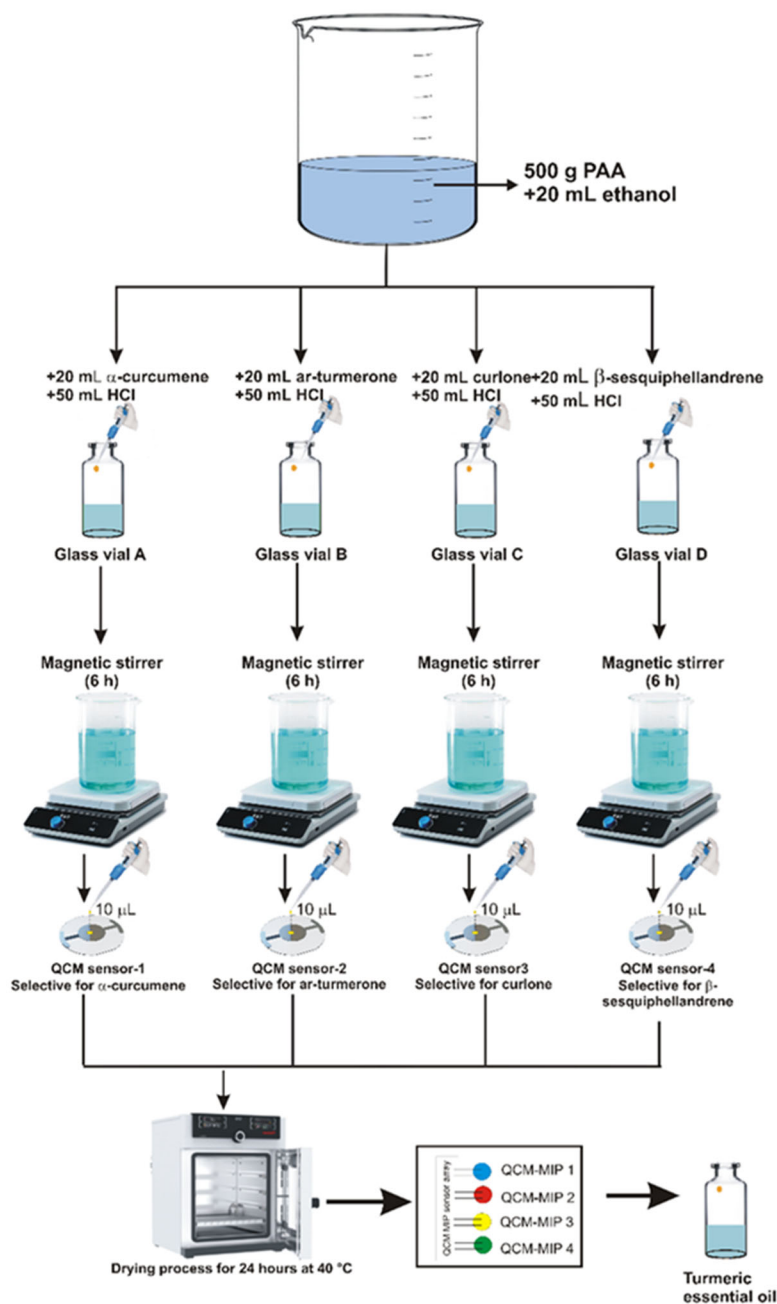 500 g PAA
+20 mL ethanol
+20 mL α-curcumene
+50 mL HCl
+20 mL ar-turmerone
+50 mL HCl
+20 mL curlone
+50 mL HCl
+20 mL β-sesquiphellandrene
+50 mL HCl
Glass vial A
Glass vial B
Glass vial C
Glass vial D
Magnetic stirrer
(6 h)
Magnetic stirrer
(6 h)
Magnetic stirrer
(6 h)
Magnetic stirrer
(6 h)
10 μL
10 μL
10 μL
10 μL
QCM sensor-1
Selective for α-curcumene
QCM sensor-2
Selective for ar-turmerone
QCM sensor3
Selective for curlone
QCM sensor-4
Selective for β-
sesquiphellandrene
Drying process for 24 hours at 40 °C
QCM MIP sensor array
QCM-MIP 1
QCM-MIP 2
QCM-MIP 3
QCM-MIP 4
Turmeric
essential oil